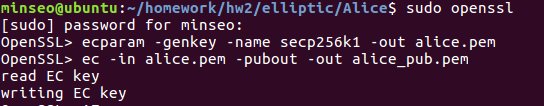 minseo@ubuntu:~/homework/hw2/elliptic/Alice$ sudo openssl
[sudo] password for minseo:
OpenSSL> ecparam -genkey -name secp256k1 -out alice.pem
OpenSSL> ec -in alice.pem -pubout -out alice_pub.pem
read EC key
writing EC key